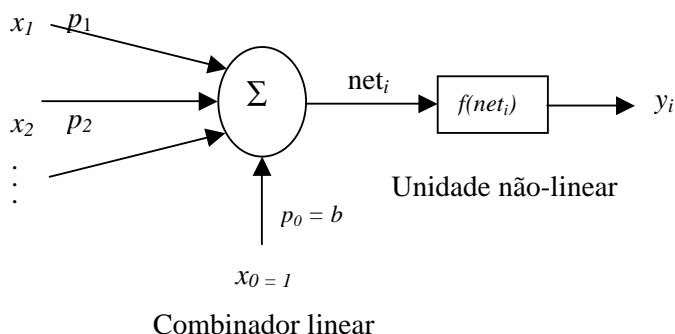 x₁ p₁
Σ netᵢ f(netᵢ) yᵢ
x₂ p₂
⋮
Unidade não-linear
p₀ = b
x₀ ₌ ₁
Combinador linear